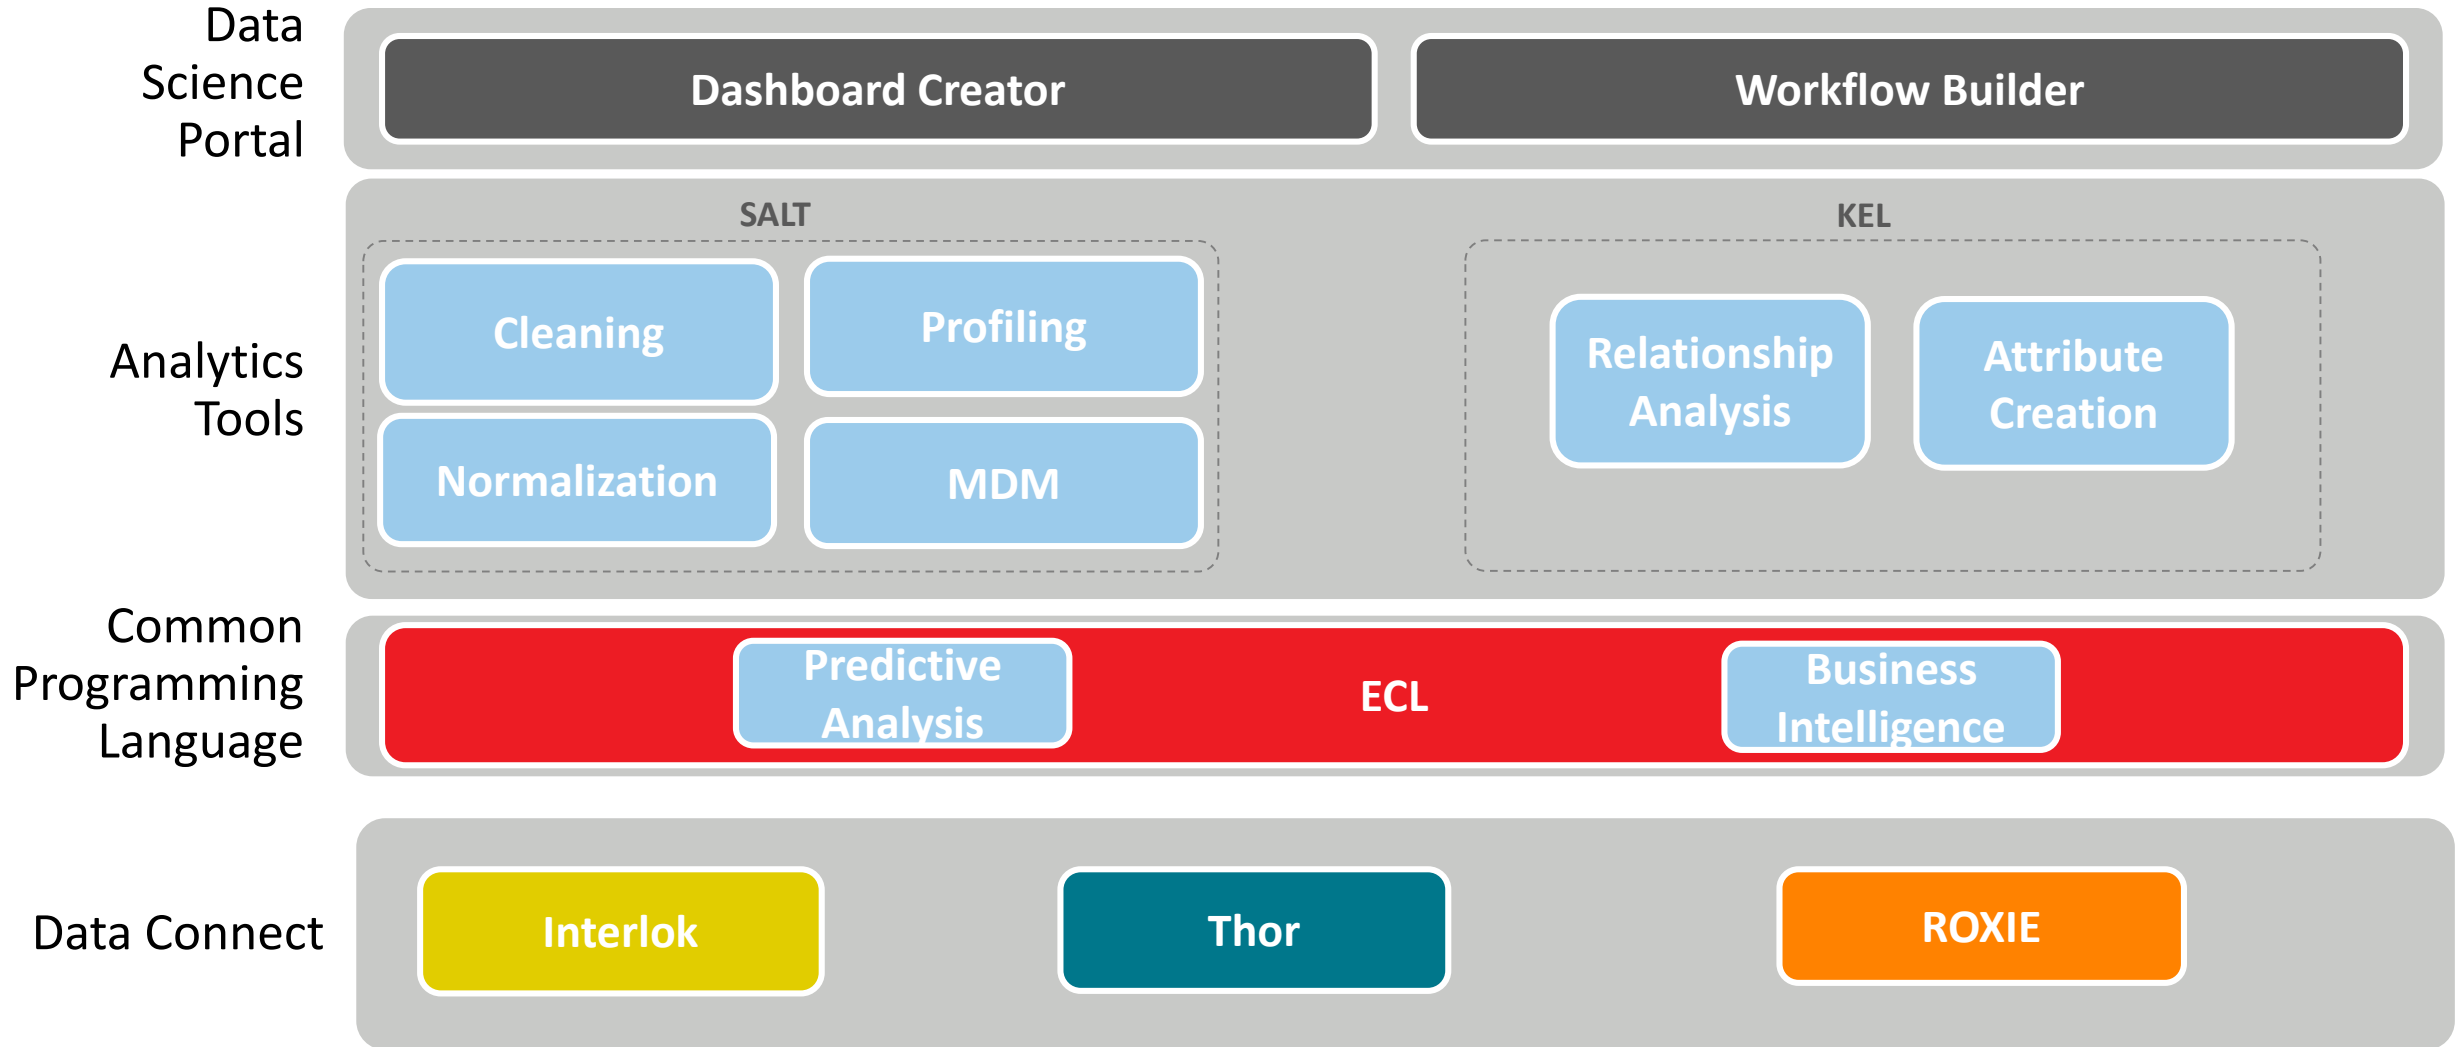 Data
Science
Portal
Dashboard Creator
Workflow Builder
Analytics
Tools
SALT
Cleaning
Profiling
Normalization
MDM
KEL
Relationship
Analysis
Attribute
Creation
Common
Programming
Language
Predictive
Analysis
ECL
Business
Intelligence
Data Connect
Interlok
Thor
ROXIE